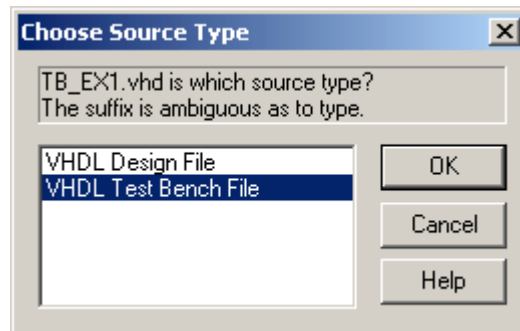 Choose Source Type
TB_EX1.vhd is which source type?
The suffix is ambiguous as to type.
VHDL Design File
VHDL Test Bench File
OK
Cancel
Help